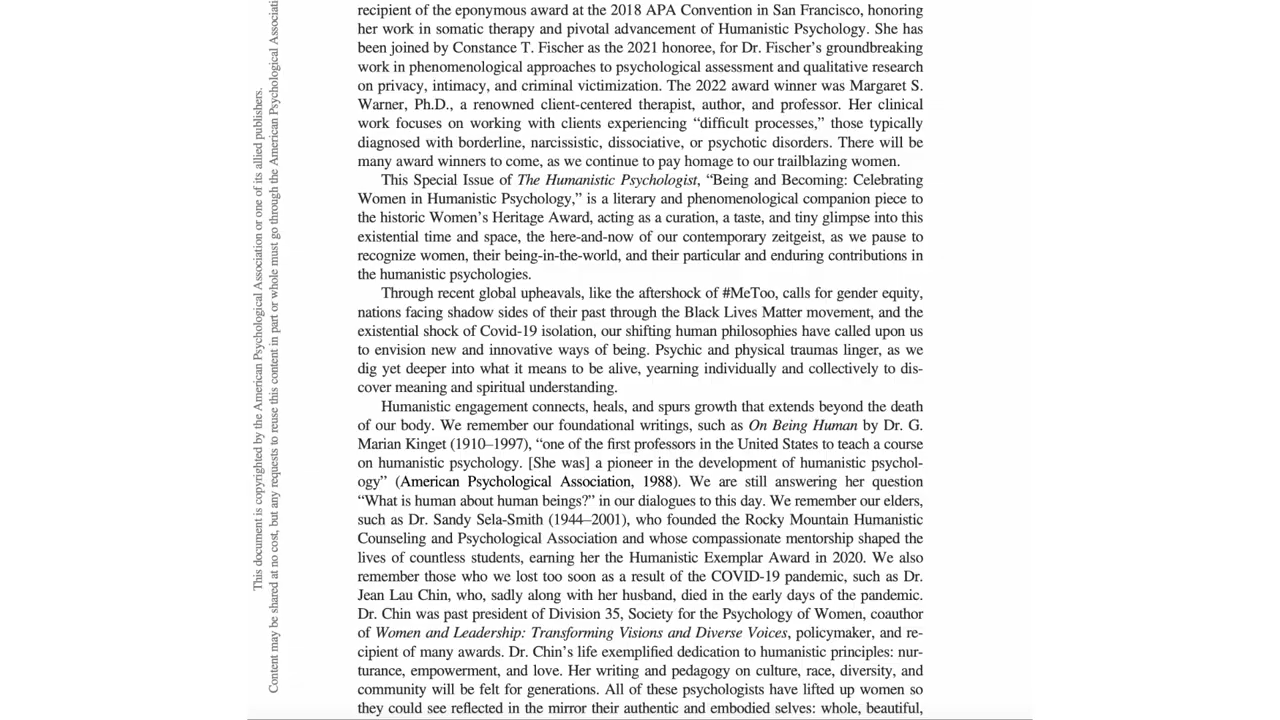 recipient of the eponymous award at the 2018 APA Convention in San Francisco, honoring
her work in somatic therapy and pivotal advancement of Humanistic Psychology. She has
been joined by Constance T. Fischer as the 2021 honoree, for Dr. Fischer’s groundbreaking
work in phenomenological approaches to psychological assessment and qualitative research
on privacy, intimacy, and criminal victimization. The 2022 award winner was Margaret S.
Warner, Ph.D., a renowned client-centered therapist, author, and professor. Her clinical
work focuses on working with clients experiencing “difficult processes,” those typically
diagnosed with borderline, narcissistic, dissociative, or psychotic disorders. There will be
many award winners to come, as we continue to pay homage to our trailblazing women.
This Special Issue of The Humanistic Psychologist, “Being and Becoming: Celebrating
Women in Humanistic Psychology,” is a literary and phenomenological companion piece to
the historic Women’s Heritage Award, acting as a curation, a taste, and tiny glimpse into this
existential time and space, the here-and-now of our contemporary zeitgeist, as we pause to
recognize women, their being-in-the-world, and their particular and enduring contributions in
the humanistic psychologies.
Through recent global upheavals, like the aftershock of #MeToo, calls for gender equity,
nations facing shadow sides of their past through the Black Lives Matter movement, and the
existential shock of Covid-19 isolation, our shifting human philosophies have called upon us
to envision new and innovative ways of being. Psychic and physical traumas linger, as we
dig yet deeper into what it means to be alive, yearning individually and collectively to dis-
cover meaning and spiritual understanding.
Humanistic engagement connects, heals, and spurs growth that extends beyond the death
of our body. We remember our foundational writings, such as On Being Human by Dr. G.
Marian Kinget (1910–1997), “one of the first professors in the United States to teach a course
on humanistic psychology. [She was] a pioneer in the development of humanistic psychol-
ogy” (American Psychological Association, 1988). We are still answering her question
“What is human about human beings?” in our dialogues to this day. We remember our elders,
such as Dr. Sandy Sela-Smith (1944–2001), who founded the Rocky Mountain Humanistic
Counseling and Psychological Association and whose compassionate mentorship shaped the
lives of countless students, earning her the Humanistic Exemplar Award in 2020. We also
remember those who we lost too soon as a result of the COVID-19 pandemic, such as Dr.
Jean Lau Chin, who, sadly along with her husband, died in the early days of the pandemic.
Dr. Chin was past president of Division 35, Society for the Psychology of Women, coauthor
of Women and Leadership: Transforming Visions and Diverse Voices, policymaker, and re-
cipient of many awards. Dr. Chin’s life exemplified dedication to humanistic principles: nur-
turance, empowerment, and love. Her writing and pedagogy on culture, race, diversity, and
community will be felt for generations. All of these psychologists have lifted up women so
they could see reflected in the mirror their authentic and embodied selves: whole, beautiful,
This document is copyrighted by the American Psychological Association or one of its allied publishers.
Content may be shared at no cost, but any requests to reuse this content in part or whole must go through the American Psychological Associati